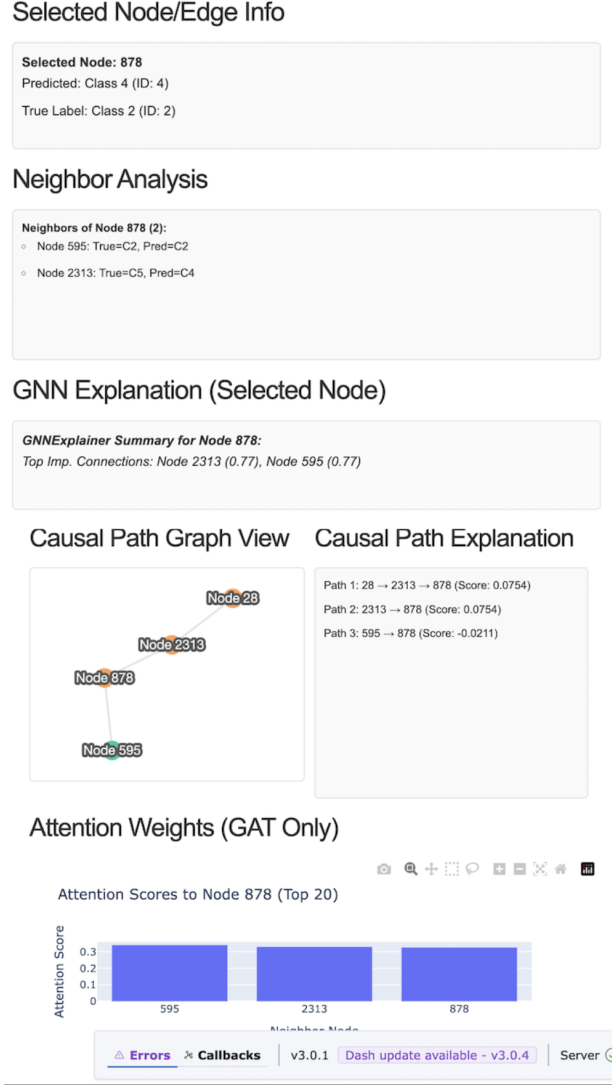 Selected Node/Edge Info
Selected Node: 878
Predicted: Class 4 (ID: 4)
True Label: Class 2 (ID: 2)
Neighbor Analysis
Neighbors of Node 878 (2):
Node 595: True=C2, Pred=C2
Node 2313: True=C5, Pred=C4
GNN Explanation (Selected Node)
GNNExplainer Summary for Node 878:
Top Imp. Connections: Node 2313 (0.77), Node 595 (0.77)
Causal Path Graph View
Node 28
Node 2313
Node 878
Node 595
Causal Path Explanation
Path 1: 28 → 2313 → 878 (Score: 0.0754)
Path 2: 2313 → 878 (Score: 0.0754)
Path 3: 595 → 878 (Score: -0.0211)
Attention Weights (GAT Only)
Attention Scores to Node 878 (Top 20)
Attention Score
0.3
0.2
0.1
0
595 2313 878
Neighbor Node
Errors Callbacks v3.0.1 Dash update available - v3.0.4 Server